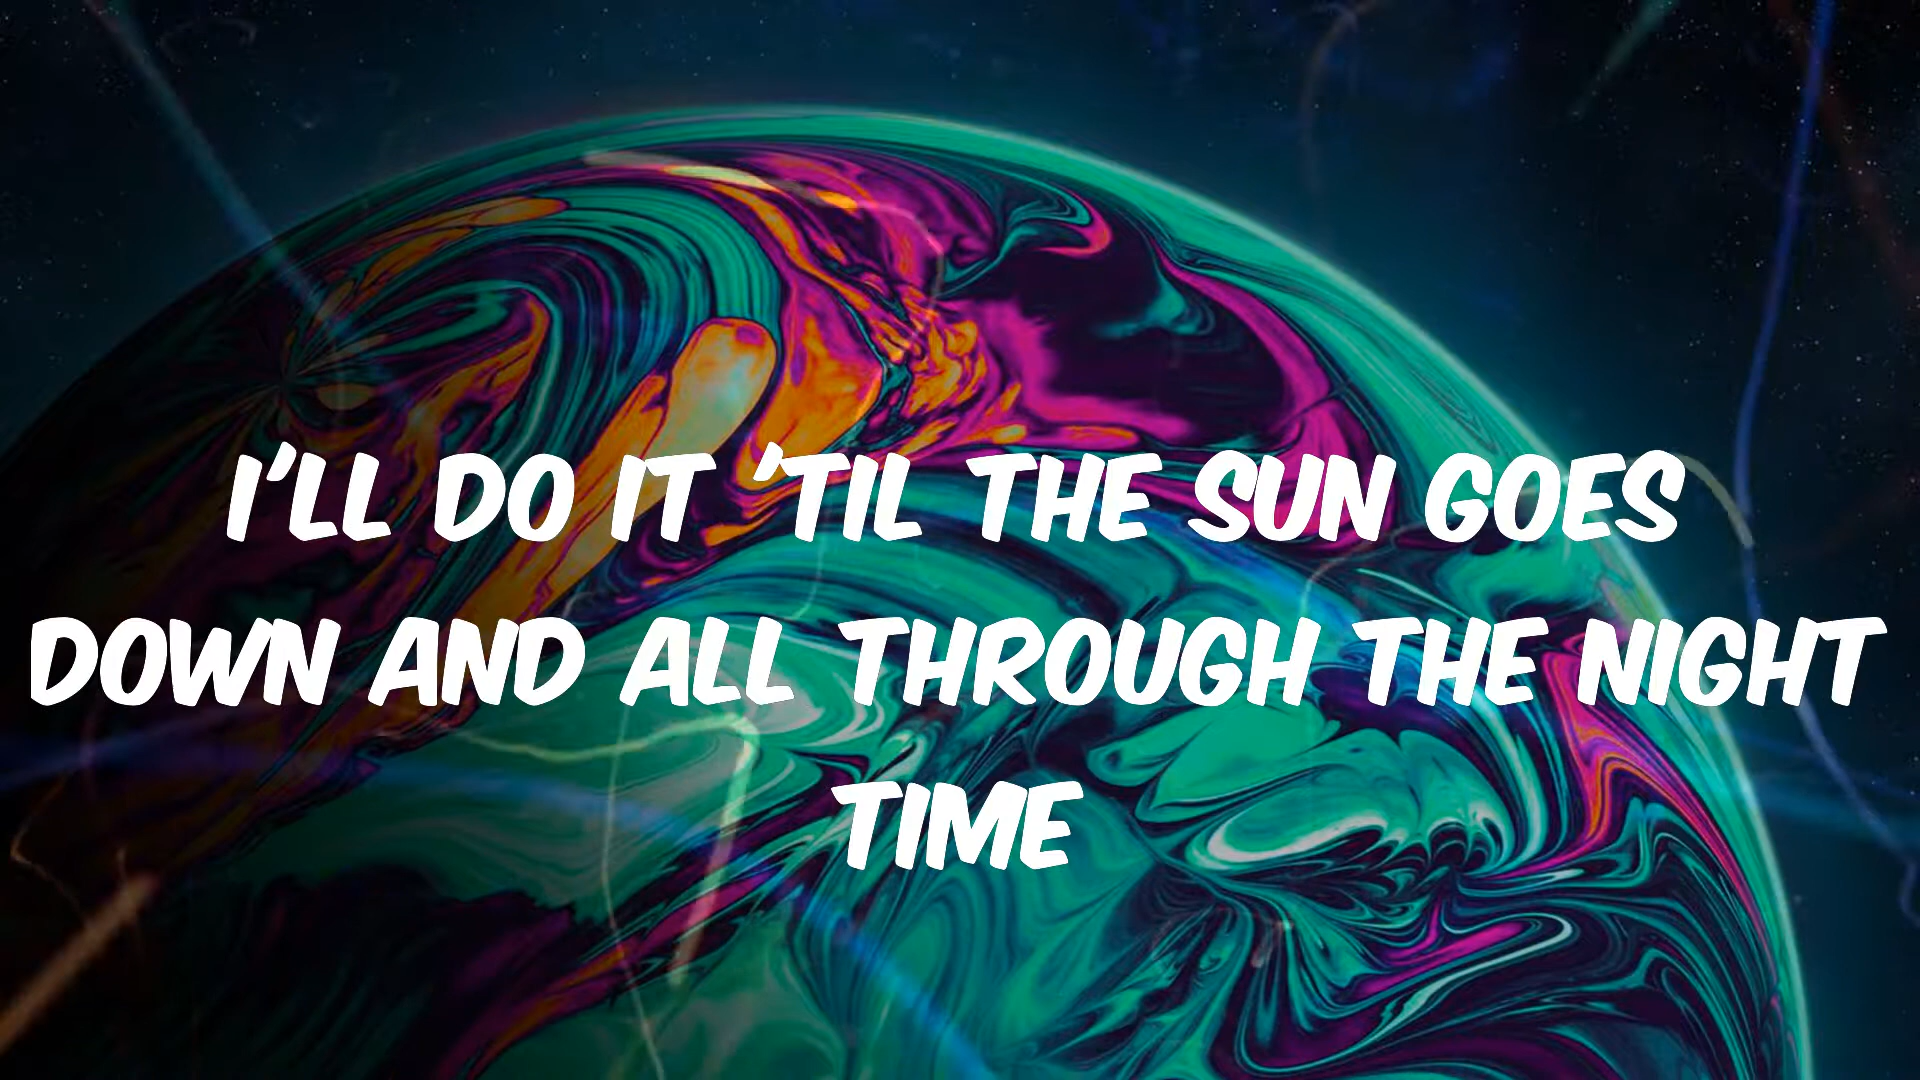 I'LL DO IT 'TIL THE SUN GOES
DOWN AND ALL THROUGH THE NIGHT
TIME